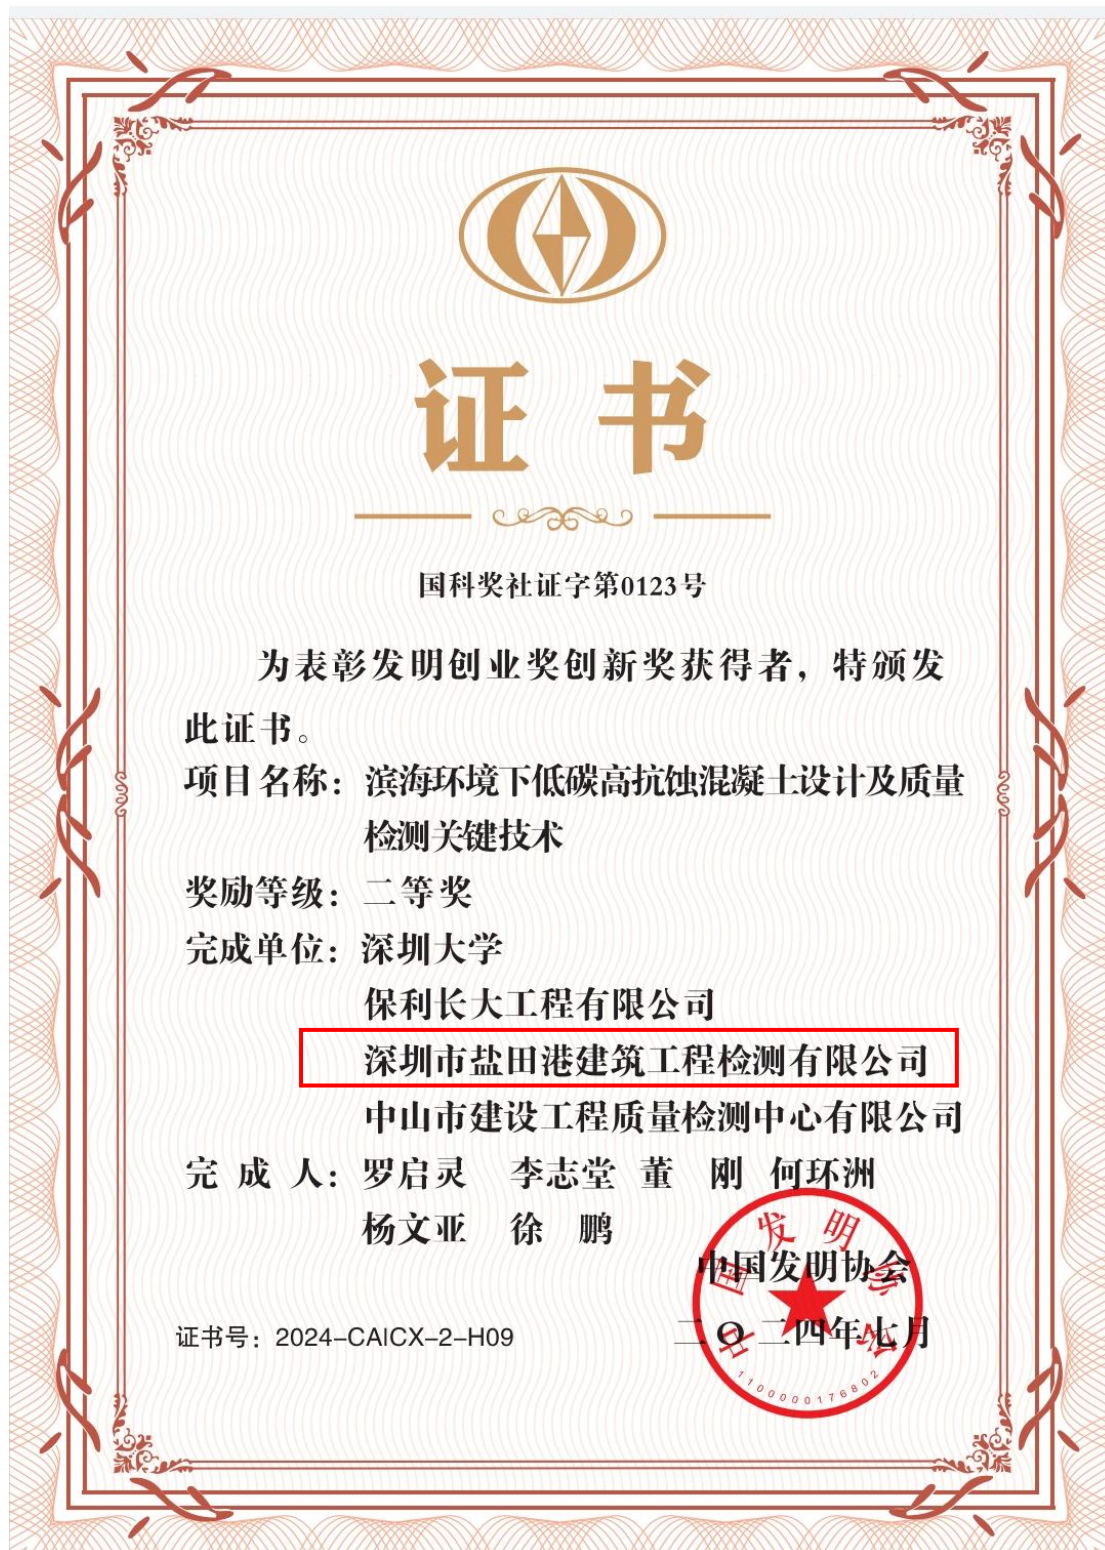 证书
国科奖社证字第0123号
为表彰发明创业奖创新奖获得者，特颁发
此证书。
项目名称：滨海环境下低碳高抗蚀混凝土设计及质量
检测关键技术
奖励等级：二等奖
完成单位：深圳大学
保利长大工程有限公司
深圳市盐田港建筑工程检测有限公司
中山市建设工程质量检测中心有限公司
完成人：罗启灵 李志堂 董刚 何环洲
杨文亚 徐鹏
中国发明协会
中国发明协会
二〇二四年七月
1100000176802
证书号：2024-CAICX-2-H09